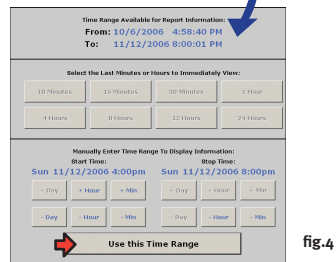 Time Range Available for Report Information:
From: 10/6/2006 4:58:40 PM
To: 11/12/2006 8:00:01 PM
Select the Last Minutes or Hours to Immediately View:
10 Minutes 15 Minutes 30 Minutes 1 Hour
4 Hours 8 Hours 12 Hours 24 Hours
Manually Enter Time Range To Display Information:
Start Time: Stop Time:
Sun 11/12/2006 4:00pm Sun 11/12/2006 8:00pm
+ Day + Hour + Min + Day + Hour + Min
- Day - Hour - Min - Day - Hour - Min
Use this Time Range
fig.4